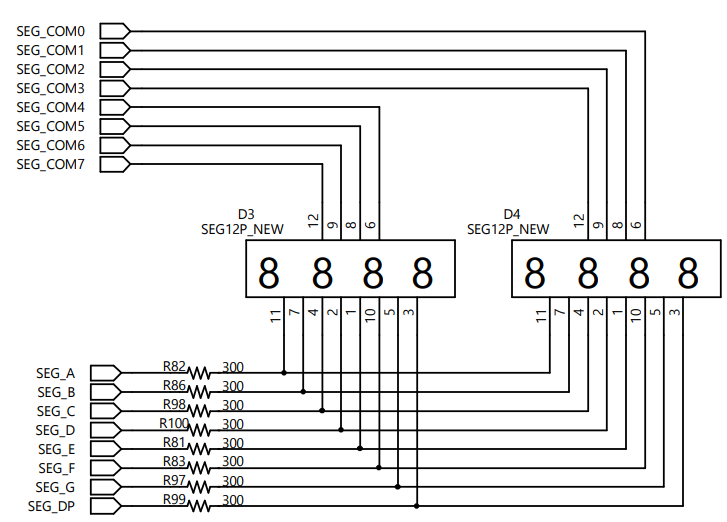 SEG_COM0
SEG_COM1
SEG_COM2
SEG_COM3
SEG_COM4
SEG_COM5
SEG_COM6
SEG_COM7
D3
SEG12P_NEW
12 9 8 6
8 8 8 8
11 7 4 2 1 10 5 3
D4
SEG12P_NEW
12 9 8 6
8 8 8 8
11 7 4 2 1 10 5 3
SEG_A R82 300
SEG_B R86 300
SEG_C R98 300
SEG_D R100 300
SEG_E R81 300
SEG_F R83 300
SEG_G R97 300
SEG_DP R99 300